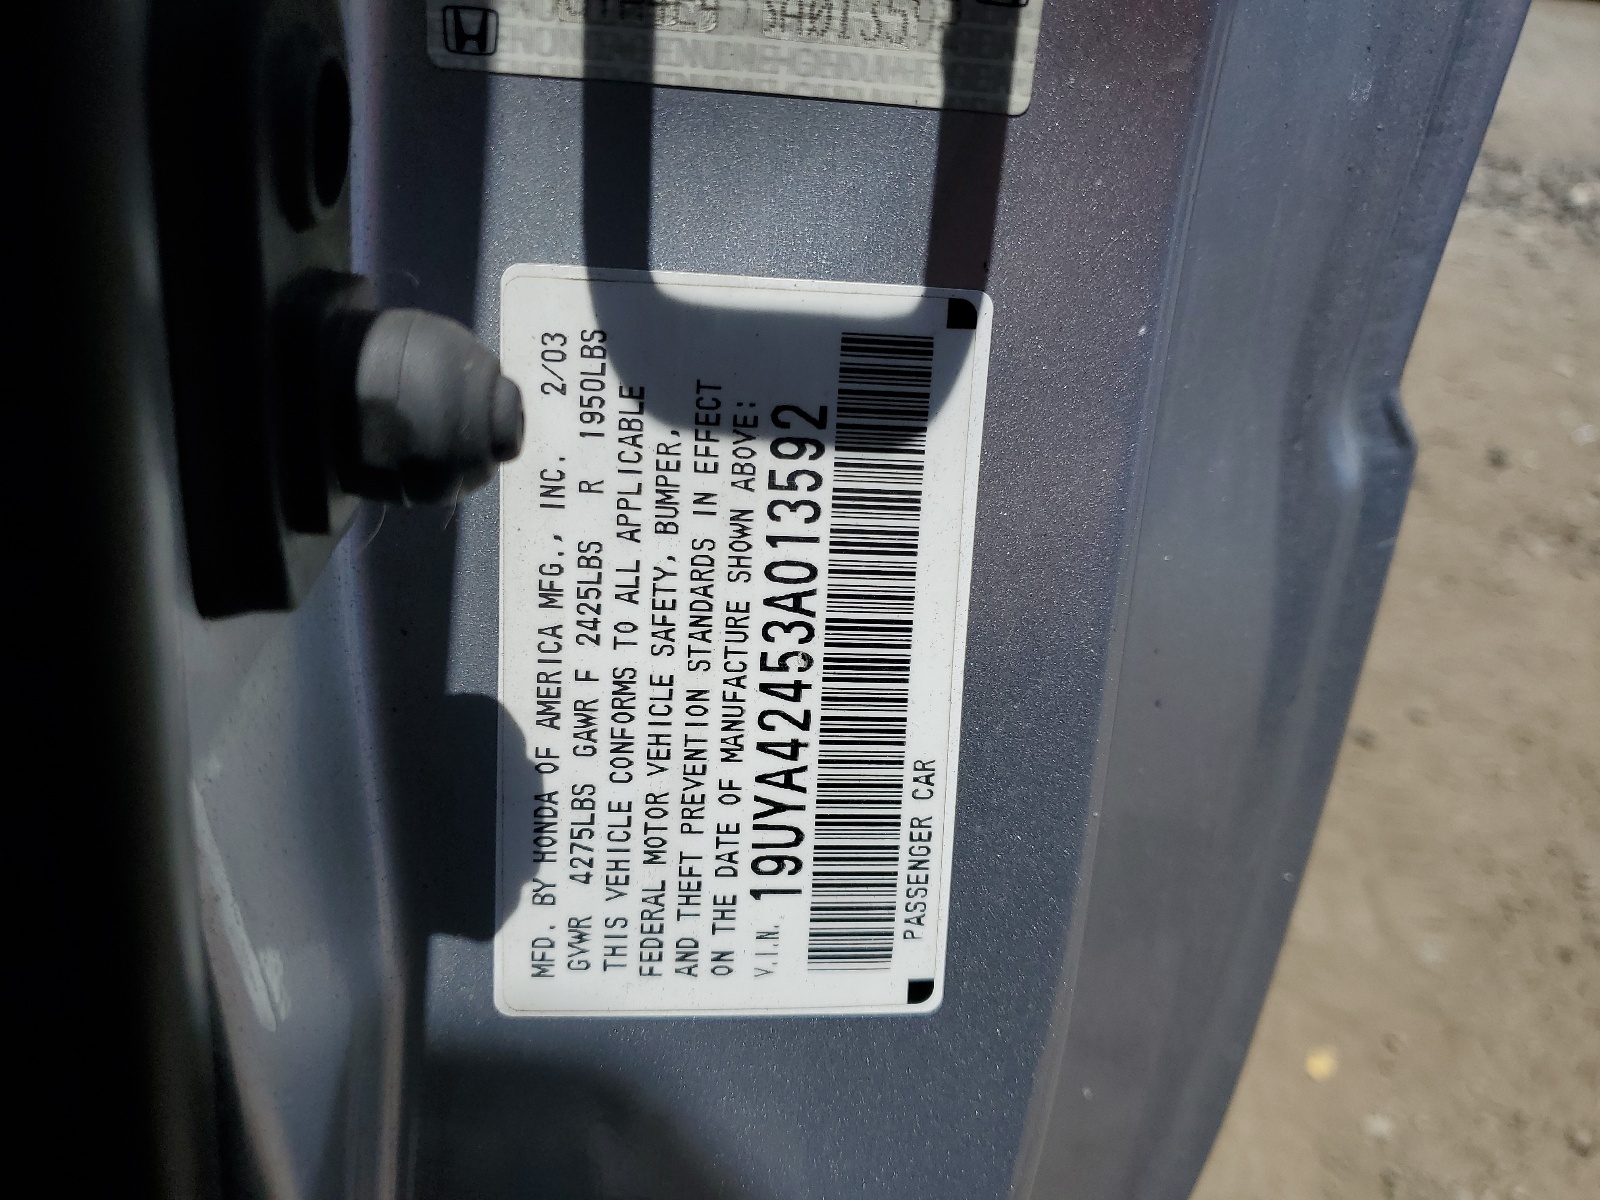 MFD. BY HONDA OF AMERICA MFG., INC. 2/03
GVWR 4275LBS GAWR F 2425LBS R 1950LBS
THIS VEHICLE CONFORMS TO ALL APPLICABLE
FEDERAL MOTOR VEHICLE SAFETY, BUMPER,
AND THEFT PREVENTION STANDARDS IN EFFECT
ON THE DATE OF MANUFACTURE SHOWN ABOVE:
V.I.N. 19UYA42453A013592
PASSENGER CAR